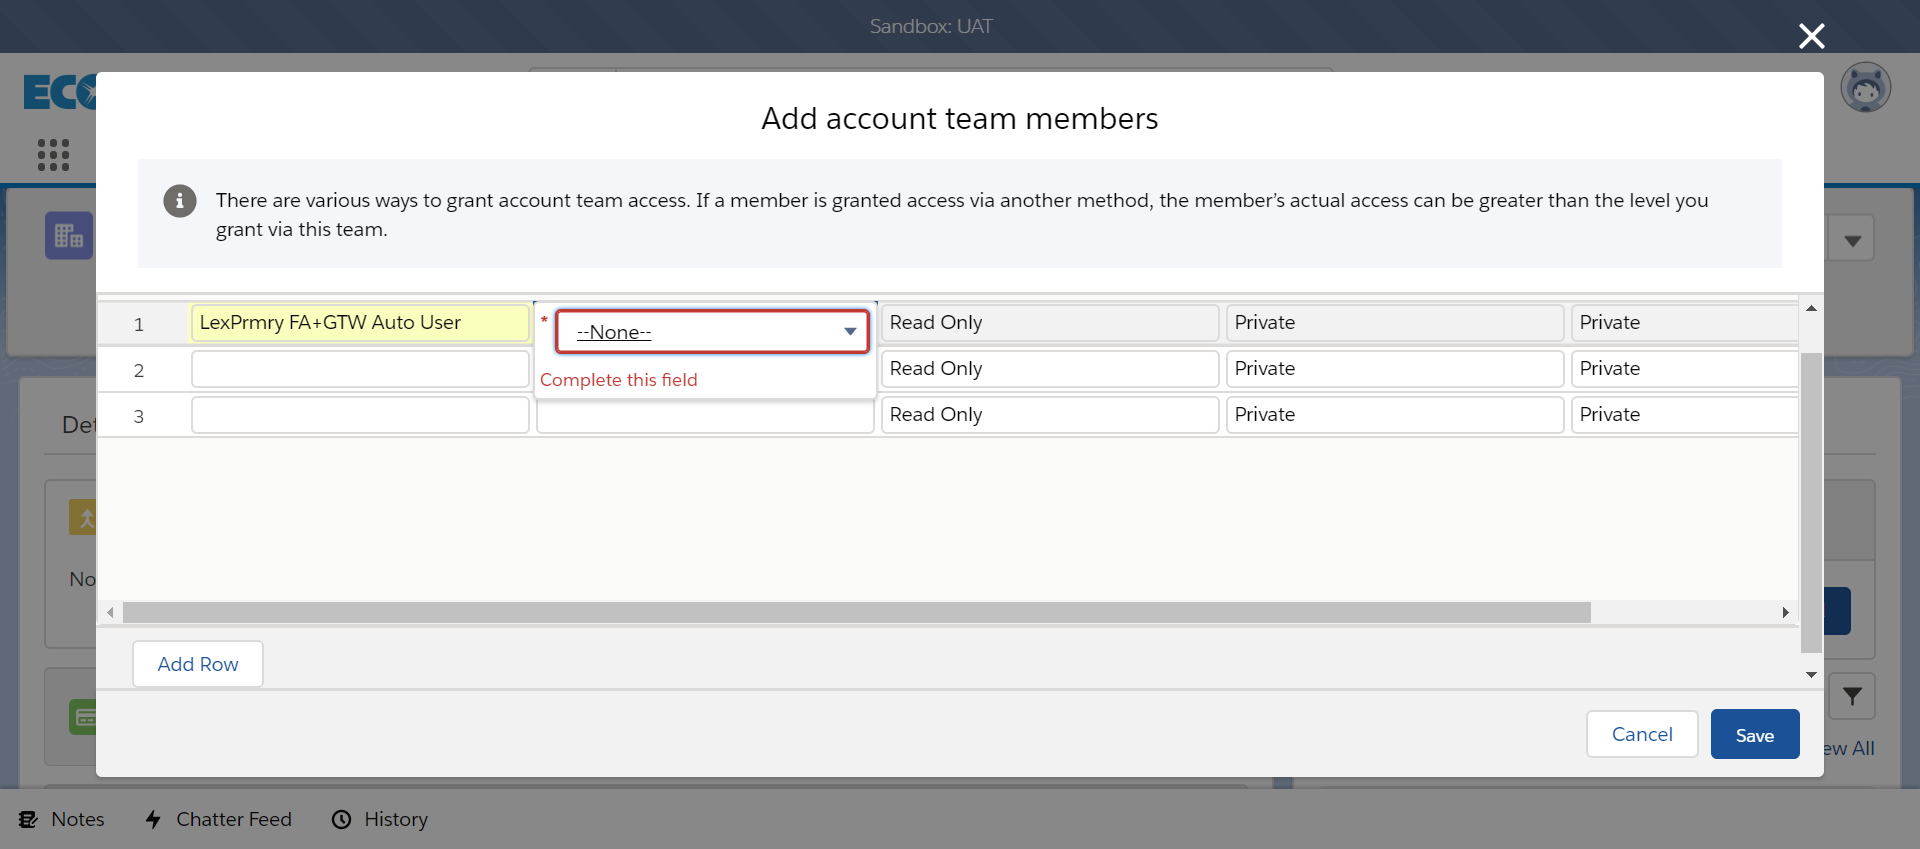 Sandbox: UAT
ECO
Add account team members
There are various ways to grant account team access. If a member is granted access via another method, the member's actual access can be greater than the level you
grant via this team.
1 LexPrmry FA+GTW Auto User * --None-- Read Only Private Private
Complete this field
2 Read Only Private Private
3 Read Only Private Private
Det
No
Add Row
Cancel Save
ew All
Notes Chatter Feed History